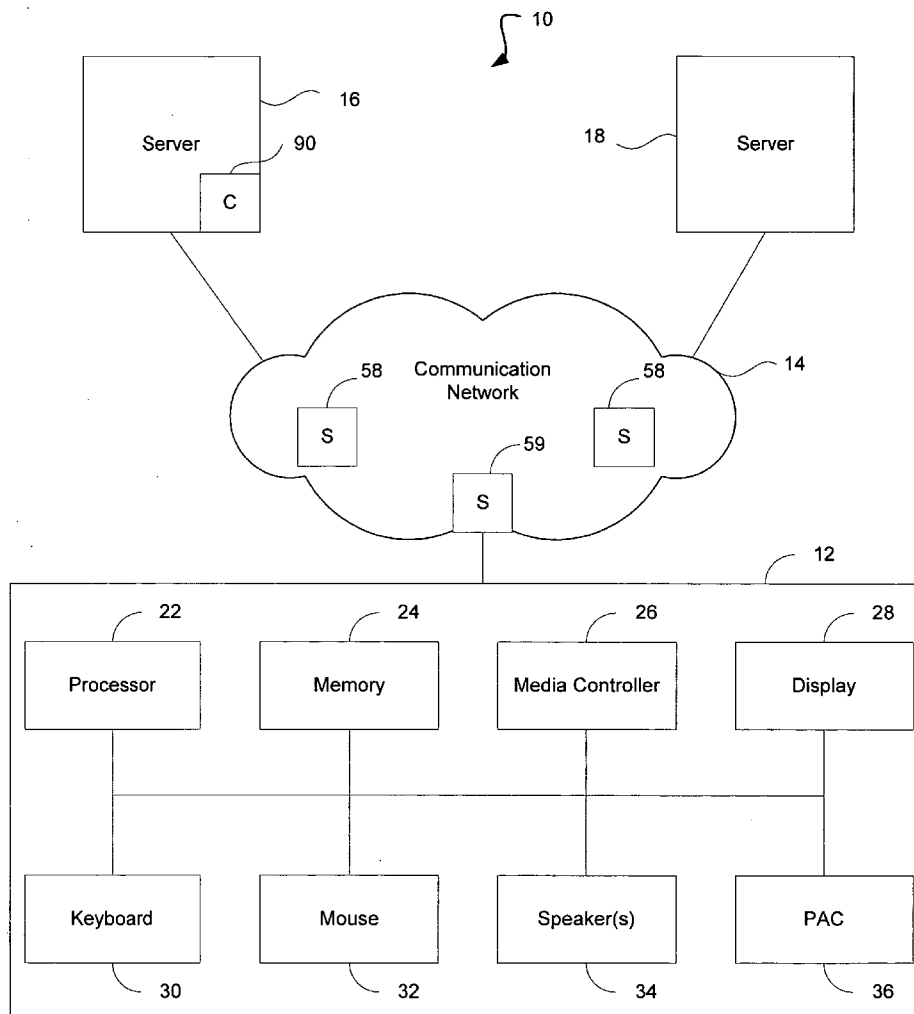 10
16
Server
90
C
18
Server
14
Communication
Network
58
S
58
S
59
S
12
22
24
26
28
Processor
Memory
Media Controller
Display
Keyboard
Mouse
Speaker(s)
PAC
30
32
34
36